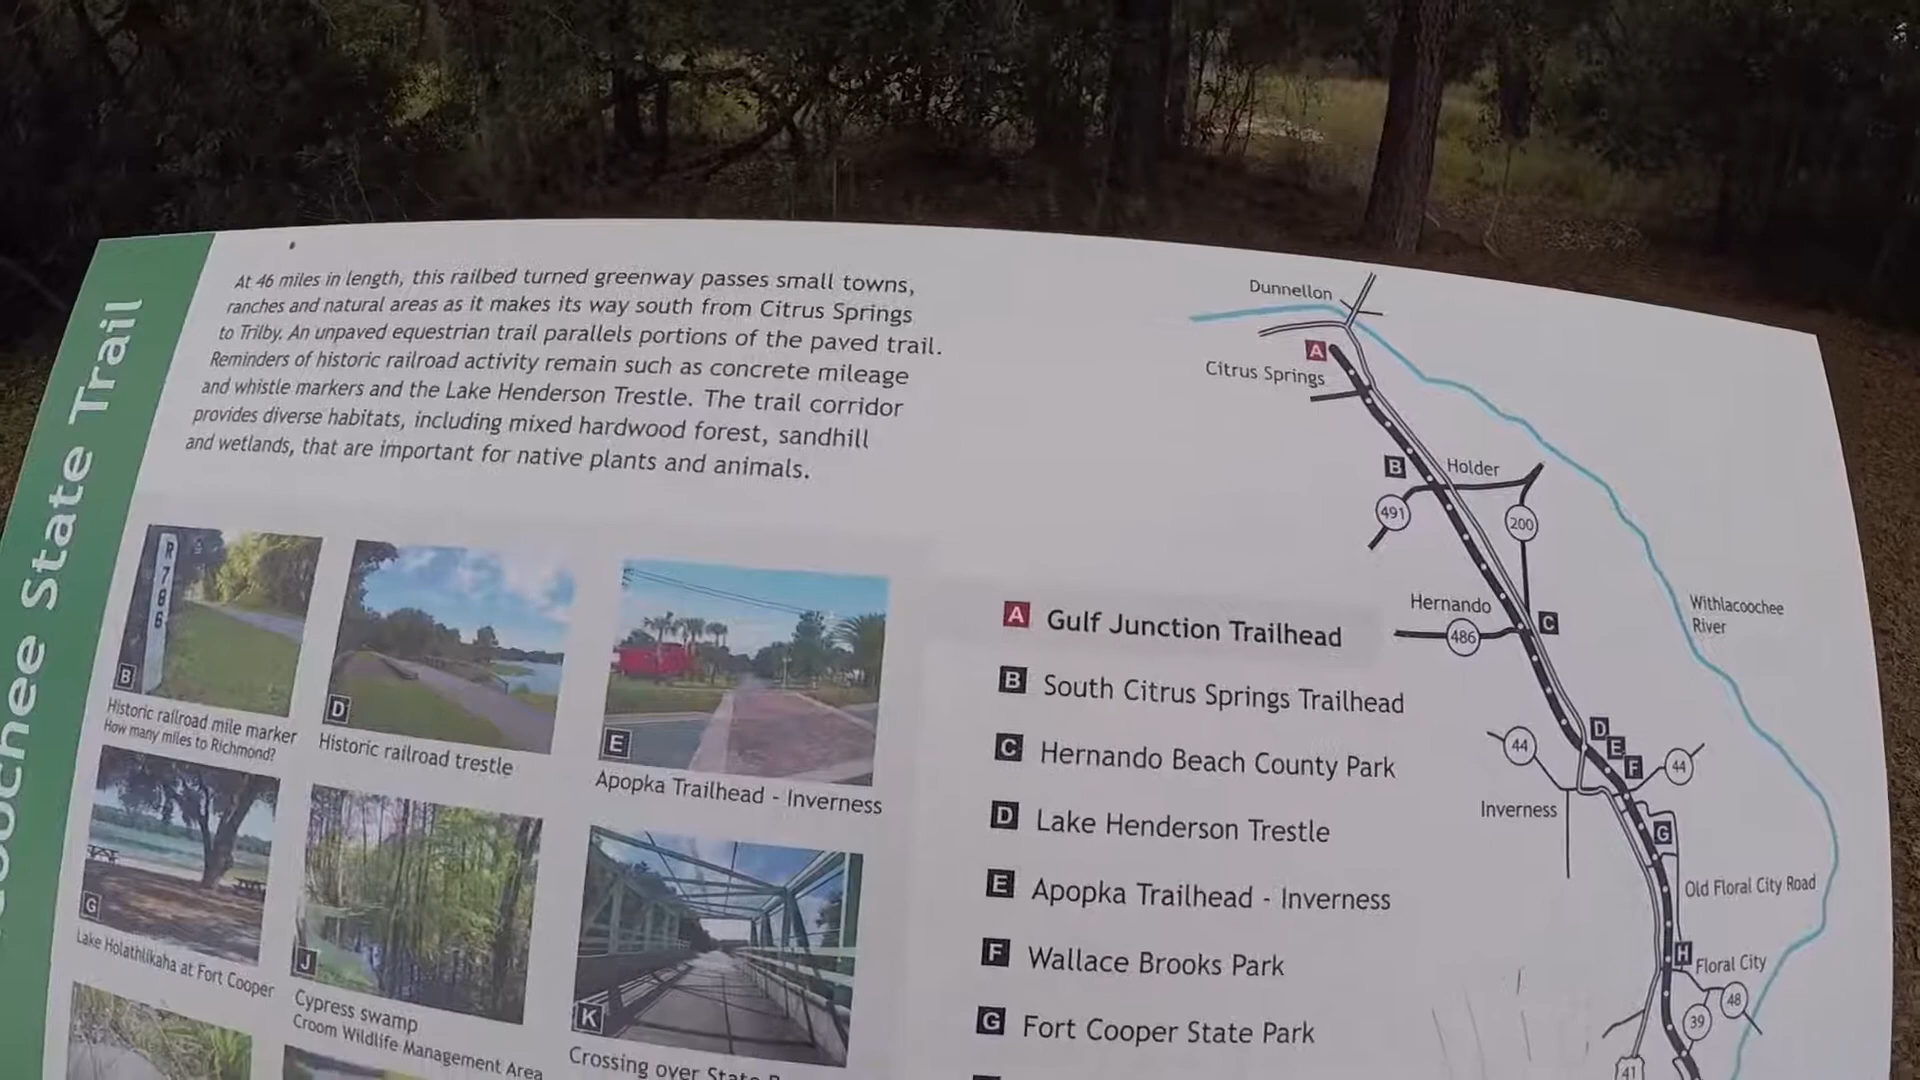 oochee State Trail
At 46 miles in length, this railbed turned greenway passes small towns,
ranches and natural areas as it makes its way south from Citrus Springs
to Trilby. An unpaved equestrian trail parallels portions of the paved trail.
Reminders of historic railroad activity remain such as concrete mileage
and whistle markers and the Lake Henderson Trestle. The trail corridor
provides diverse habitats, including mixed hardwood forest, sandhill
and wetlands, that are important for native plants and animals.
R
7
8
6
B
Historic railroad mile marker
How many miles to Richmond?
D
Historic railroad trestle
E
Apopka Trailhead - Inverness
G
Lake Holathlikaha at Fort Cooper
J
Cypress swamp
Croom Wildlife Management Area
K
Crossing over State
A Gulf Junction Trailhead
B South Citrus Springs Trailhead
C Hernando Beach County Park
D Lake Henderson Trestle
E Apopka Trailhead - Inverness
F Wallace Brooks Park
G Fort Cooper State Park
Dunnellon
A
Citrus Springs
B
Holder
491
200
Hernando
486
C
Withlacoochee
River
D
E
F
44
44
Inverness
G
Old Floral City Road
H
Floral City
48
39
41